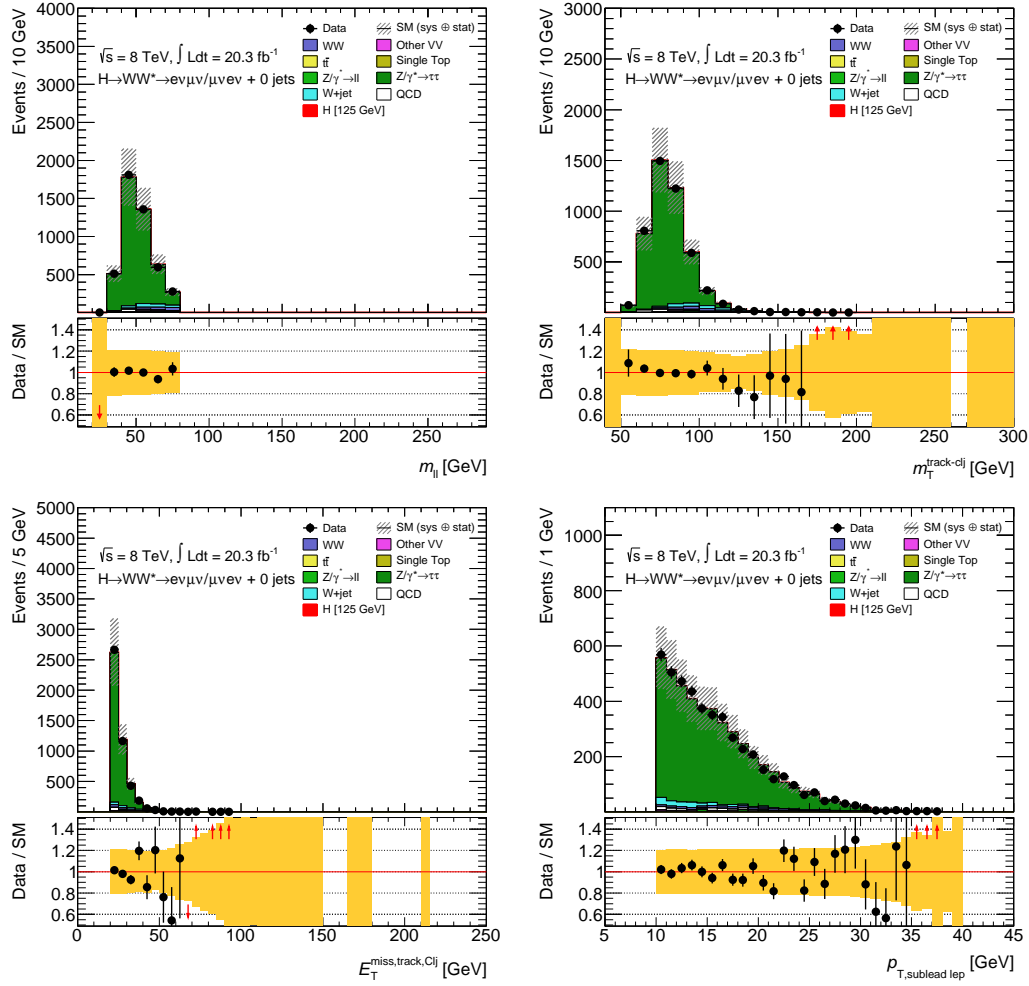 Events / 10 GeV
4000
3500
3000
2500
2000
1500
1000
500
√s = 8 TeV, ∫ Ldt = 20.3 fb⁻¹
H→WW*→eνμν/μνeν + 0 jets
Data
SM (sys ⊕ stat)
WW
Other VV
tt̄
Single Top
Z/γ*→ll
Z/γ*→ττ
W+jet
QCD
H [125 GeV]
Data / SM
1.4
1.2
1
0.8
0.6
50 100 150 200 250
m_ll [GeV]
Events / 10 GeV
3000
2500
2000
1500
1000
500
√s = 8 TeV, ∫ Ldt = 20.3 fb⁻¹
H→WW*→eνμν/μνeν + 0 jets
Data
SM (sys ⊕ stat)
WW
Other VV
tt̄
Single Top
Z/γ*→ll
Z/γ*→ττ
W+jet
QCD
H [125 GeV]
Data / SM
1.4
1.2
1
0.8
0.6
50 100 150 200 250 300
m_T^track-clj [GeV]
Events / 5 GeV
5000
4500
4000
3500
3000
2500
2000
1500
1000
500
√s = 8 TeV, ∫ Ldt = 20.3 fb⁻¹
H→WW*→eνμν/μνeν + 0 jets
Data
SM (sys ⊕ stat)
WW
Other VV
tt̄
Single Top
Z/γ*→ll
Z/γ*→ττ
W+jet
QCD
H [125 GeV]
Data / SM
1.4
1.2
1
0.8
0.6
0 50 100 150 200 250
E_T^miss,track,Clj [GeV]
Events / 1 GeV
1000
800
600
400
200
√s = 8 TeV, ∫ Ldt = 20.3 fb⁻¹
H→WW*→eνμν/μνeν + 0 jets
Data
SM (sys ⊕ stat)
WW
Other VV
tt̄
Single Top
Z/γ*→ll
Z/γ*→ττ
W+jet
QCD
H [125 GeV]
Data / SM
1.4
1.2
1
0.8
0.6
5 10 15 20 25 30 35 40 45
p_T,sublead lep [GeV]